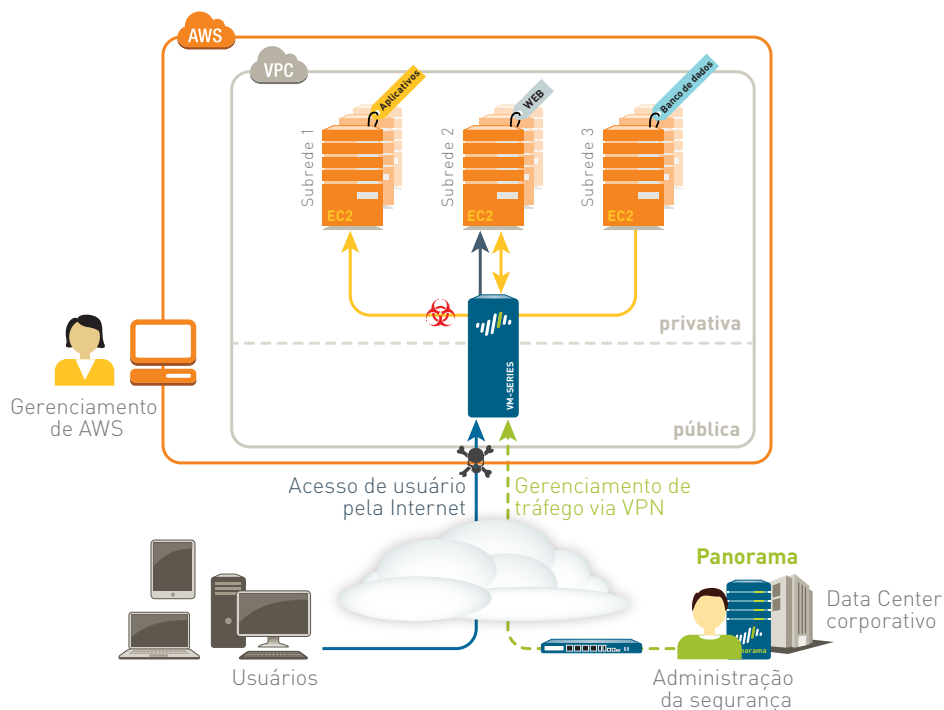 AWS
VPC
Subrede 1
Aplicativos
EC2
Subrede 2
WEB
EC2
Subrede 3
Banco de dados
EC2
privativa
VM-SERIES
pública
Gerenciamento
de AWS
Acesso de usuário
pela Internet
Gerenciamento de
tráfego via VPN
Panorama
Data Center
corporativo
panorama
Usuários
Administração
da segurança